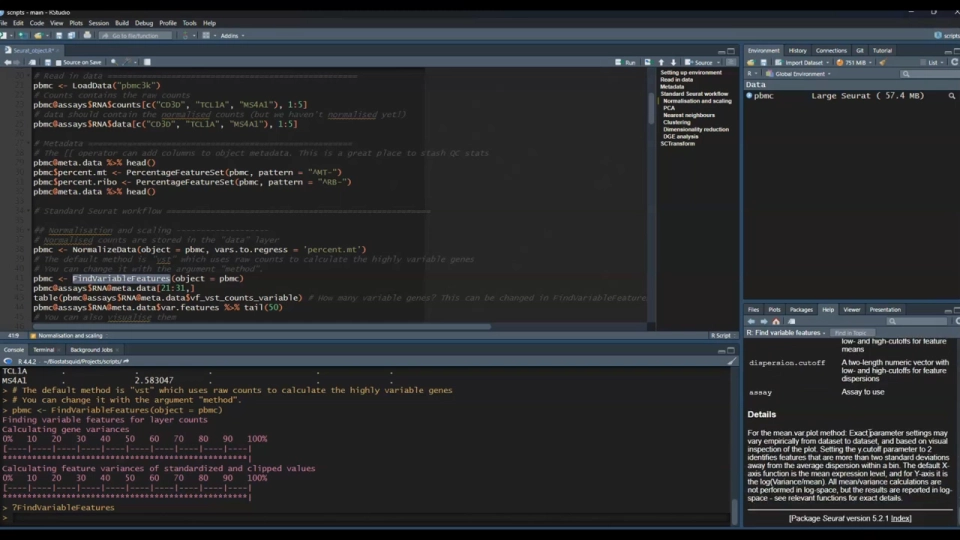 scripts - main - RStudio
File Edit Code View Plots Session Build Debug Profile Tools Help
Go to file/function
Addins
scripts
Seurat_object.R*
Source on Save
Run
Source
# Read in data
pbmc <- LoadData("pbmc3k")
# Counts contains the raw counts
pbmc@assays$RNA$counts[c("CD3D", "TCL1A", "MS4A1"), 1:5]
# data should contain the normalized counts (but we Haven't normalised yet!)
pbmc@assays$RNA$data[c("CD3D", "TCL1A", "MS4A1"), 1:5]
# Metadata
# The [[ operator can add columns to object metadata. This is a great place to stash QC stats
pbmc@meta.data %>% head()
pbmc$percent.mt <- PercentageFeatureSet(pbmc, pattern = "^MT-")
pbmc$percent.ribo <- PercentageFeatureSet(pbmc, pattern = "^RB-")
pbmc@meta.data %>% head()
# Standard Seurat workflow
## Normalisation and scaling
# Normalised counts are stored in the "data" layer
pbmc <- NormalizeData(object = pbmc, vars.to.regress = 'percent.mt')
# The default method is "vst" which uses raw counts to calculate the highly variable genes
# You can change it with the argument "method".
pbmc <- FindVariableFeatures(object = pbmc)
pbmc@assays$RNA@meta.data[21:31,]
table(pbmc@assays$RNA@meta.data$vf_vst_counts_variable) # How many variable genes? This can be changed in FindVariableFeature
pbmc@assays$RNA@meta.data$var.features %>% tail(50)
# You can also visualise them
Setting up environment
Read in data
Metadata
Standard Seurat workflow
Normalisation and scaling
PCA
Nearest neighbours
Clustering
Dimensionality reduction
DGE analysis
SCTransform
41:9
Normalisation and scaling
R Script
Console Terminal Background Jobs
R 4.4.2 · ~/Biostatsquid/Projects/scripts/
TCL1A . . . . .
MS4A1 . 2.583047 . . .
> # The default method is "vst" which uses raw counts to calculate the highly variable genes
> # You can change it with the argument "method".
> pbmc <- FindVariableFeatures(object = pbmc)
Finding variable features for layer counts
Calculating gene variances
0% 10 20 30 40 50 60 70 80 90 100%
[----|----|----|----|----|----|----|----|----|----|
**************************************************|
Calculating feature variances of standardized and clipped values
0% 10 20 30 40 50 60 70 80 90 100%
[----|----|----|----|----|----|----|----|----|----|
**************************************************|
> ?FindVariableFeatures
>
Environment History Connections Git Tutorial
Import Dataset 751 MiB List
R Global Environment
Data
pbmc Large Seurat ( 57.4 MB)
Files Plots Packages Help Viewer Presentation
R: Find variable features Find in Topic
low- and high-cutoffs for feature
means
dispersion.cutoff A two-length numeric vector with
low- and high-cutoffs for feature
dispersions
assay Assay to use
Details
For the mean.var.plot method: Exact parameter settings may
vary empirically from dataset to dataset, and based on visual
inspection of the plot. Setting the y.cutoff parameter to 2
identifies features that are more than two standard deviations
away from the average dispersion within a bin. The default X-
axis function is the mean expression level, and for Y-axis it is
the log(Variance/mean). All mean/variance calculations are
not performed in log-space, but the results are reported in log-
space - see relevant functions for exact details.
[Package Seurat version 5.2.1 Index]